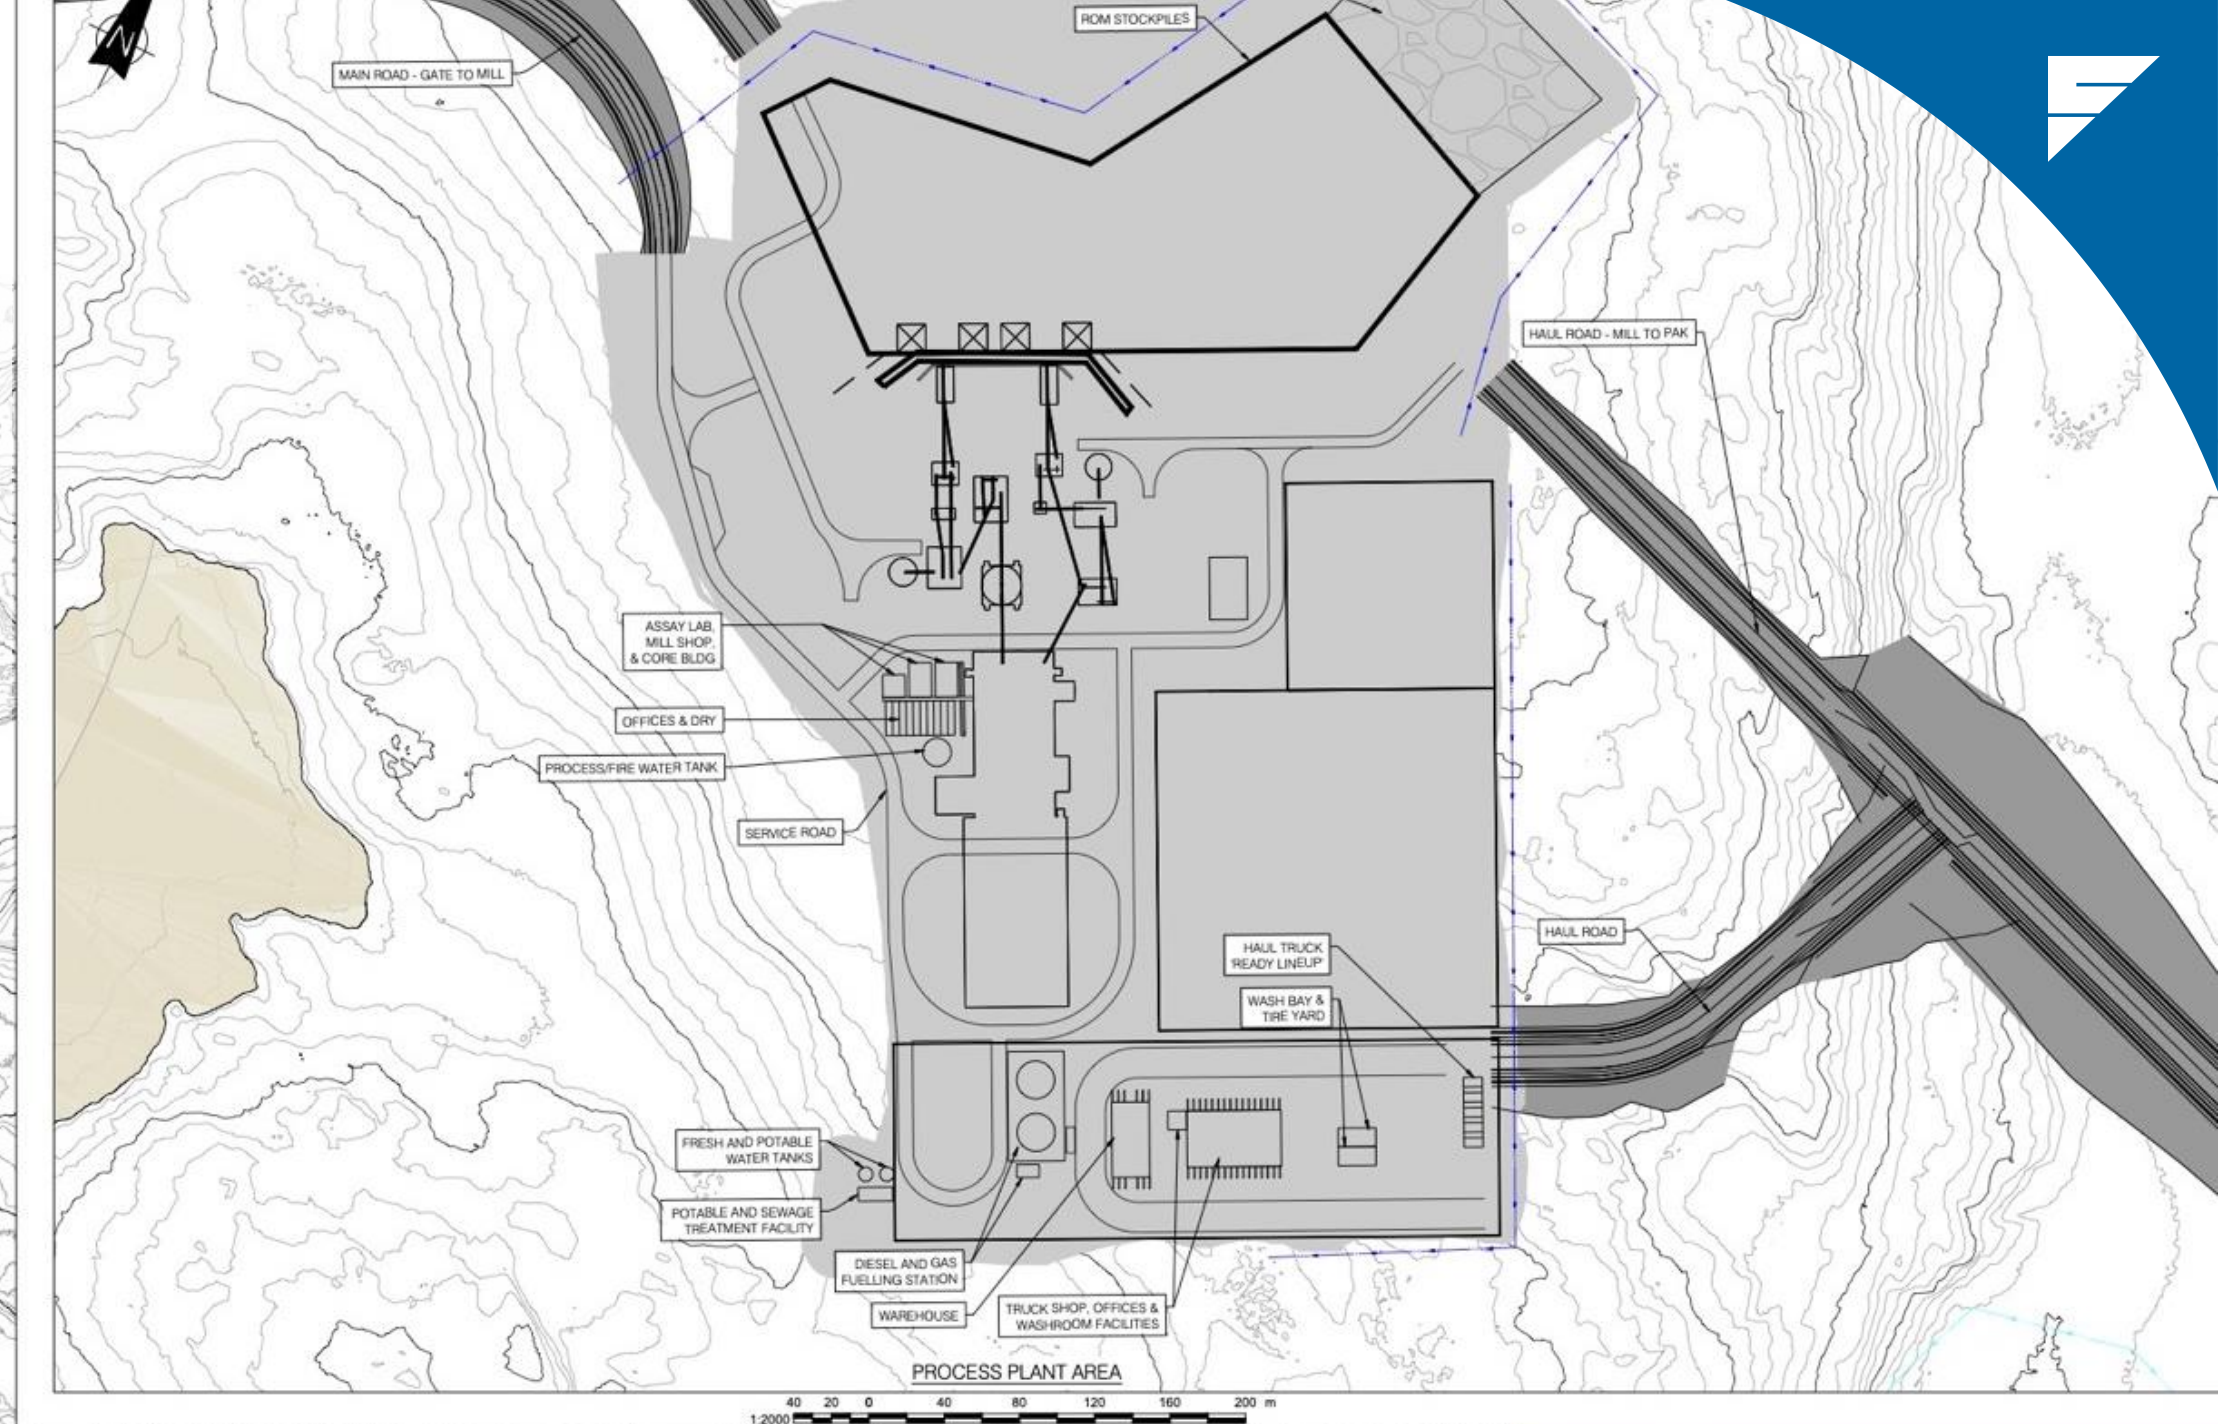 ROM STOCKPILES
N
MAIN ROAD - GATE TO MILL
HAUL ROAD - MILL TO PAK
ASSAY LAB,
MILL SHOP,
& CORE BLDG
OFFICES & DRY
PROCESS/FIRE WATER TANK
SERVICE ROAD
HAUL ROAD
HAUL TRUCK
'READY LINEUP'
WASH BAY &
TIRE YARD
FRESH AND POTABLE
WATER TANKS
POTABLE AND SEWAGE
TREATMENT FACILITY
DIESEL AND GAS
FUELLING STATION
WAREHOUSE
TRUCK SHOP, OFFICES &
WASHROOM FACILITIES
PROCESS PLANT AREA
40 20 0 40 80 120 160 200 m
1:2000